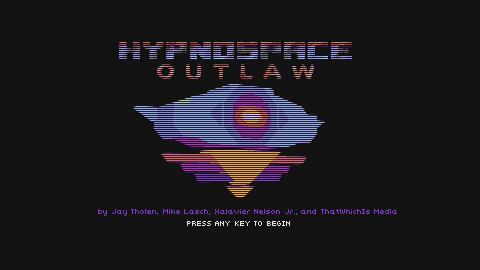 HYPNOSPACE
OUTLAW
by Jay Tholen, Mike Lasch, Xalavier Nelson Jr., and ThatWhichIs Media
PRESS ANY KEY TO BEGIN